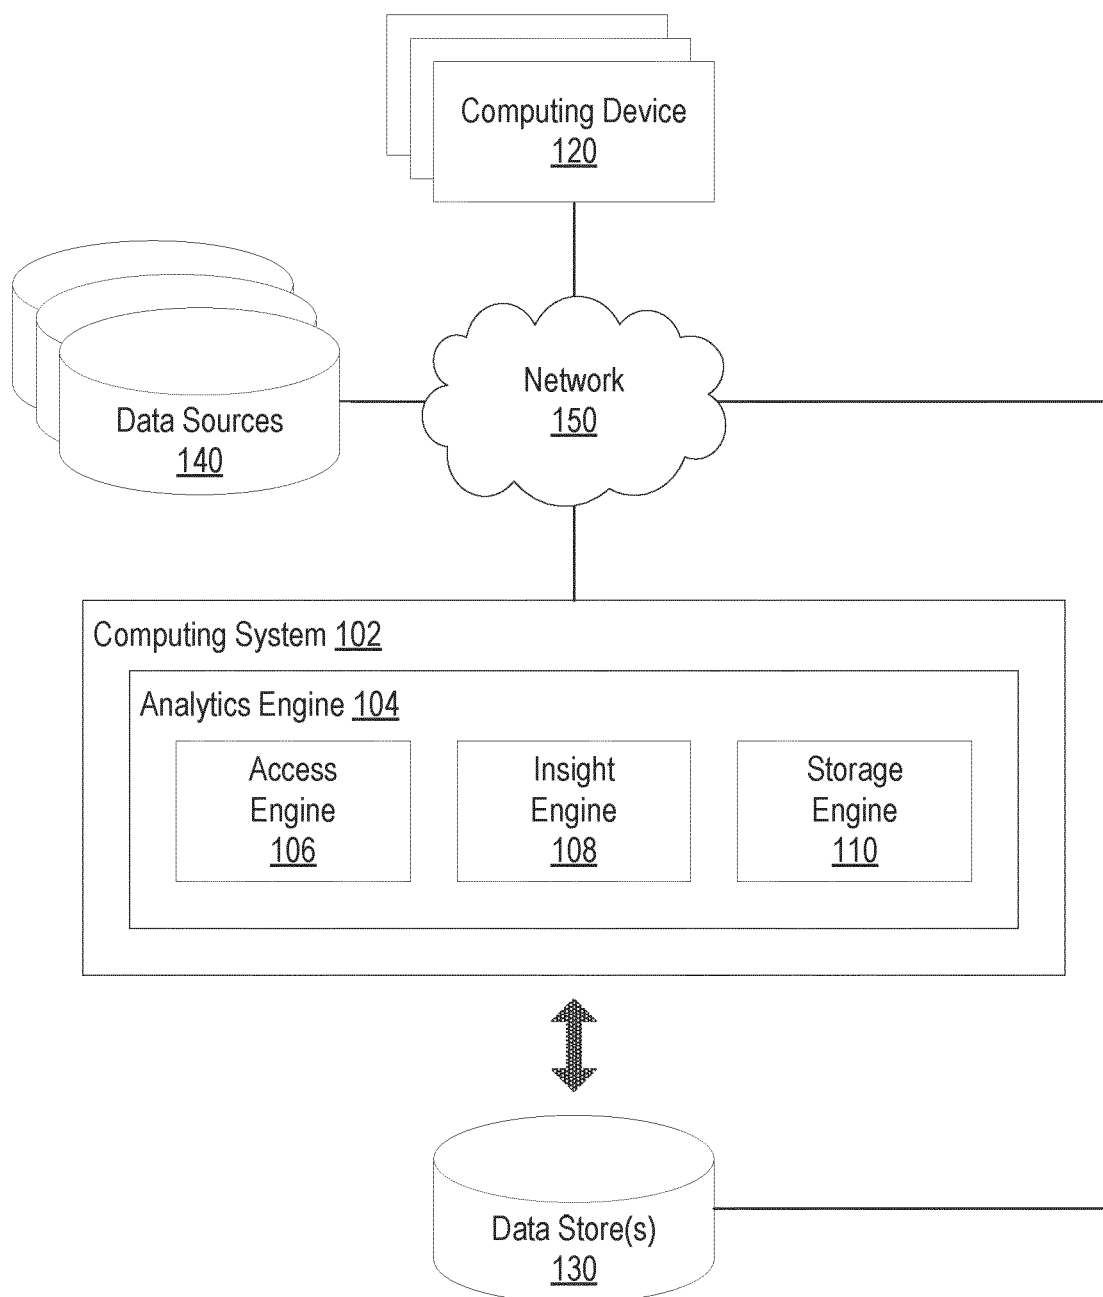 Computing Device
120
Network
150
Data Sources
140
Computing System 102
Analytics Engine 104
Access
Engine
106
Insight
Engine
108
Storage
Engine
110
Data Store(s)
130